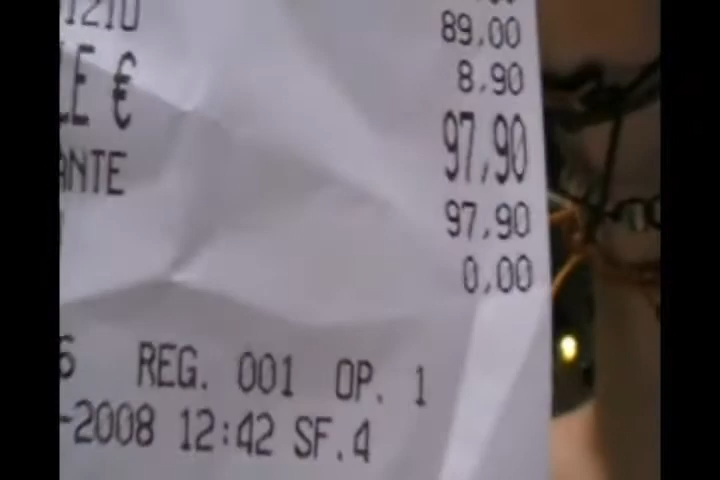 1210
89,00
8,90
LE € 97,90
ANTE 97,90
0,00
6 REG. 001 OP. 1
-2008 12:42 SF.4